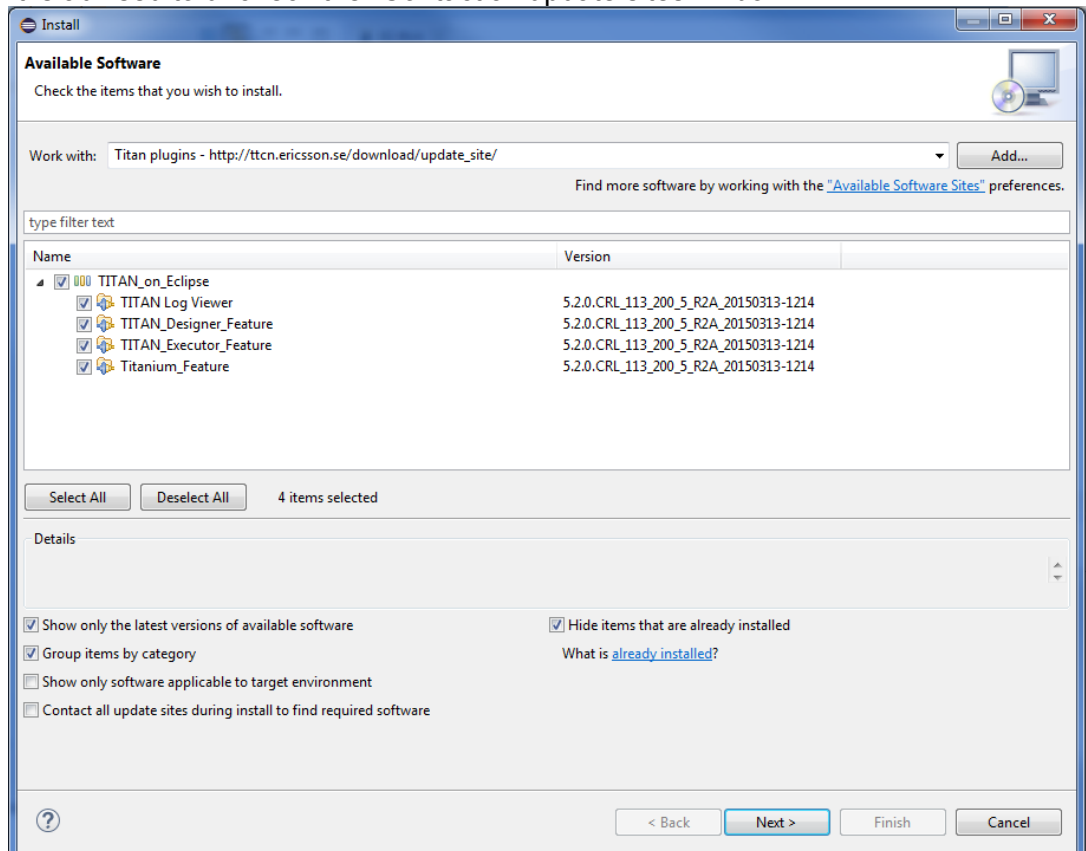 Install
Available Software
Check the items that you wish to install.
Work with: Titan plugins - http://ttcn.ericsson.se/download/update_site/ Add...
Find more software by working with the "Available Software Sites" preferences.
type filter text
Name Version
TITAN_on_Eclipse
TITAN Log Viewer 5.2.0.CRL_113_200_5_R2A_20150313-1214
TITAN_Designer_Feature 5.2.0.CRL_113_200_5_R2A_20150313-1214
TITAN_Executor_Feature 5.2.0.CRL_113_200_5_R2A_20150313-1214
Titanium_Feature 5.2.0.CRL_113_200_5_R2A_20150313-1214
Select All Deselect All 4 items selected
Details
Show only the latest versions of available software Hide items that are already installed
Group items by category What is already installed?
Show only software applicable to target environment
Contact all update sites during install to find required software
< Back Next > Finish Cancel